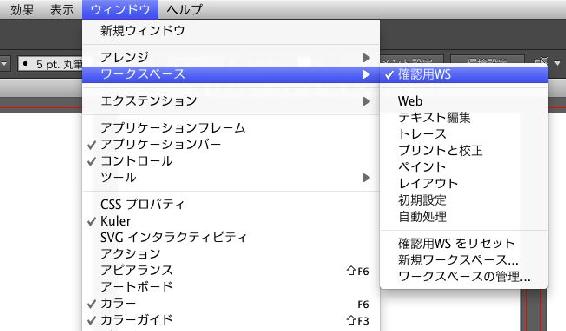 効果 表示 ウィンドウ ヘルプ
5 pt. 丸筆
新規ウィンドウ
アレンジ
ワークスペース
エクステンション
アプリケーションフレーム
アプリケーションバー
コントロール
ツール
CSS プロパティ
Kuler
SVG インタラクティビティ
アクション
アピアランス ⇧F6
アートボード
カラー F6
カラーガイド ⇧F3
確認用WS
Web
テキスト編集
トレース
プリントと校正
ペイント
レイアウト
初期設定
自動処理
確認用WS をリセット
新規ワークスペース...
ワークスペースの管理...